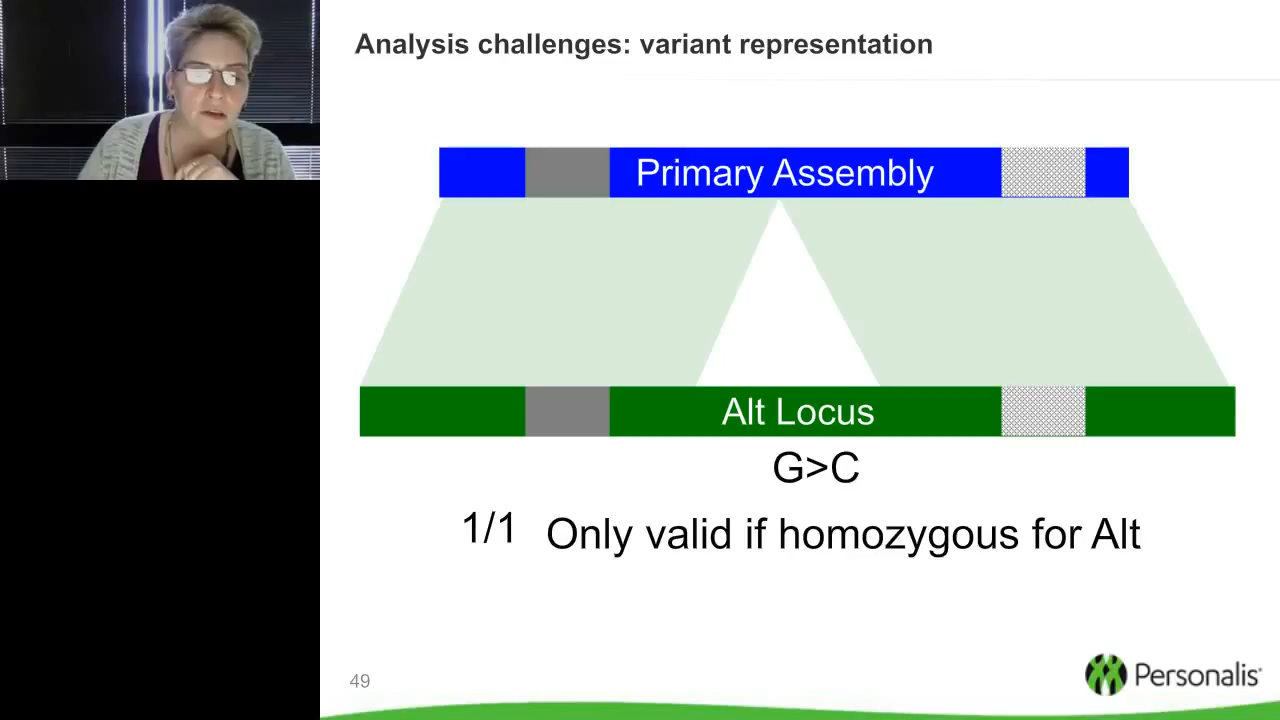 Analysis challenges: variant representation
Primary Assembly
Alt Locus
G>C
1/1 Only valid if homozygous for Alt
49
Personalis